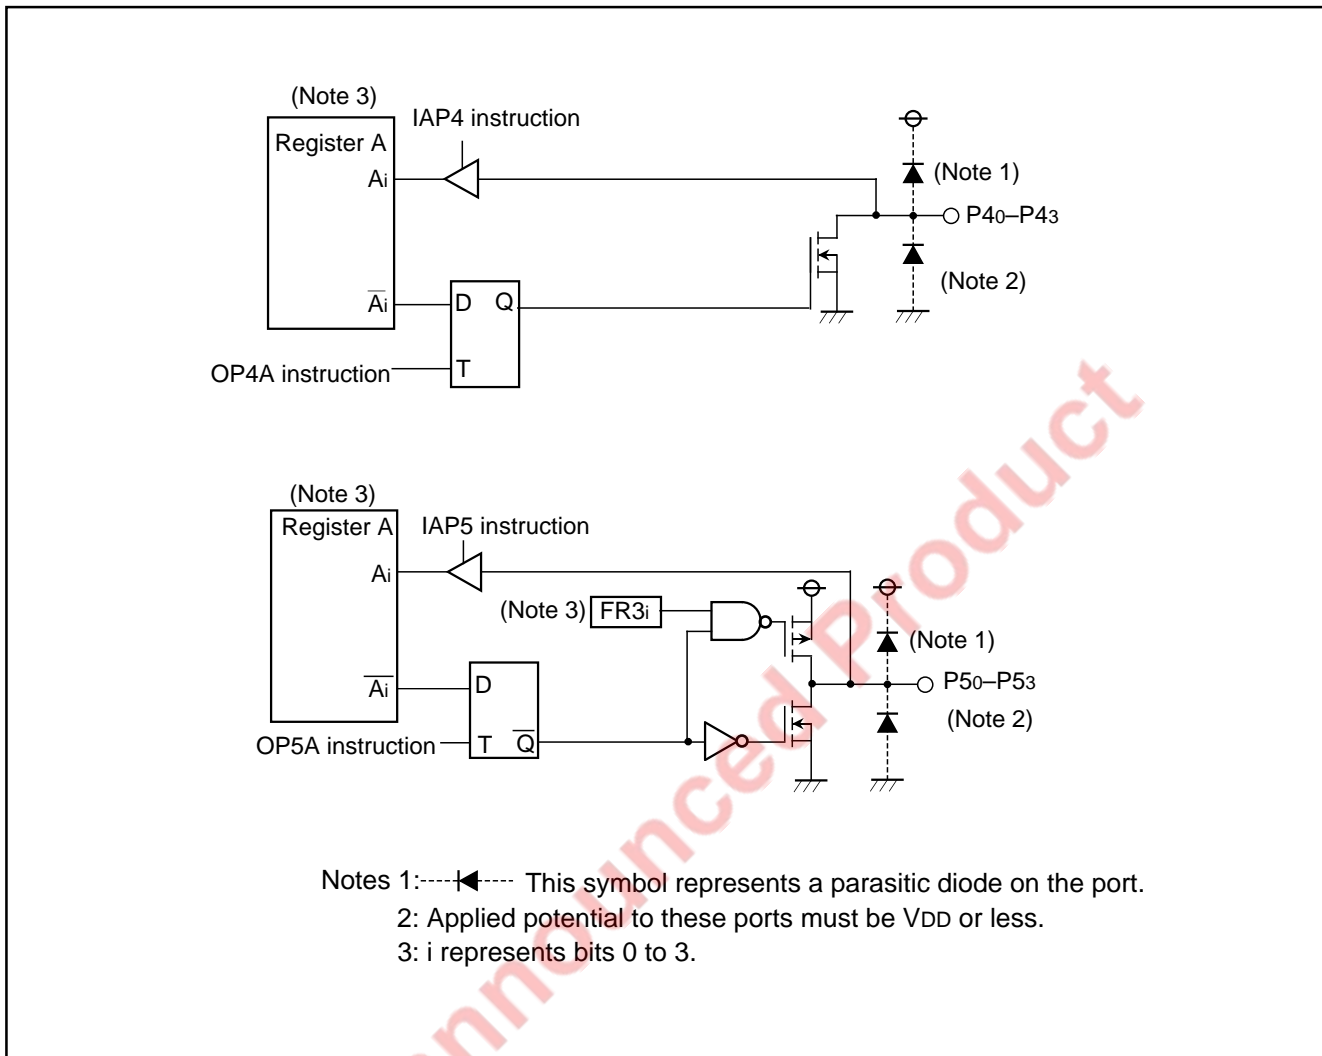 (Note 3)
IAP4 instruction
Register A
Ai
(Note 1)
P40–P43
(Note 2)
A̅i
D Q
T
OP4A instruction
(Note 3)
Register A
IAP5 instruction
Ai
(Note 3) FR3i
(Note 1)
A̅i
D
P50–P53
(Note 2)
OP5A instruction
T Q̅
Notes 1: This symbol represents a parasitic diode on the port.
2: Applied potential to these ports must be VDD or less.
3: i represents bits 0 to 3.
nnounced Product